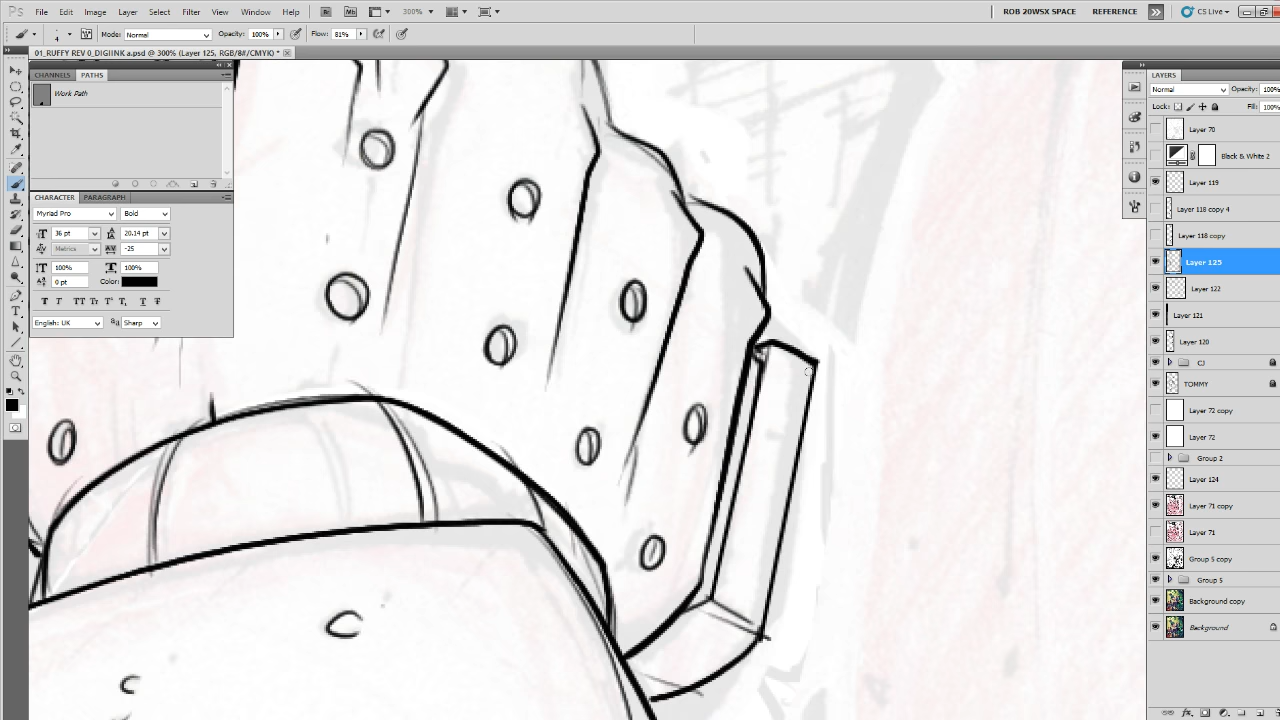 Ps File Edit Image Layer Select Filter View Window Help Br Mb 300% ROB 20WSX SPACE REFERENCE CS Live
4 Mode: Normal Opacity: 100% Flow: 81%
01_RUFFY REV 0_DIGIINK a.psd @ 300% (Layer 125, RGB/8#/CMYK) *
CHANNELS PATHS
Work Path
CHARACTER PARAGRAPH
Myriad Pro Bold
36 pt 20,14 pt
Metrics -25
100% 100%
0 pt Color:
English: UK Sharp
LAYERS
Normal Opacity: 100%
Lock: Fill: 100%
Layer 70
Black & White 2
Layer 119
Layer 118 copy 4
Layer 118 copy
Layer 125
Layer 122
Layer 121
Layer 120
CJ
TOMMY
Layer 72 copy
Layer 72
Group 2
Layer 124
Layer 71 copy
Layer 71
Group 5 copy
Group 5
Background copy
Background